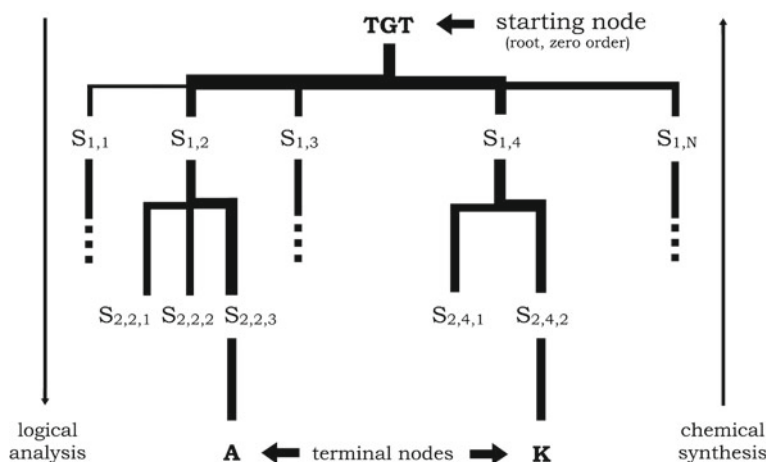 TGT starting node
(root, zero order)
S1,1 S1,2 S1,3 S1,4 S1,N
S2,2,1 S2,2,2 S2,2,3 S2,4,1 S2,4,2
logical
analysis
A terminal nodes K
chemical
synthesis